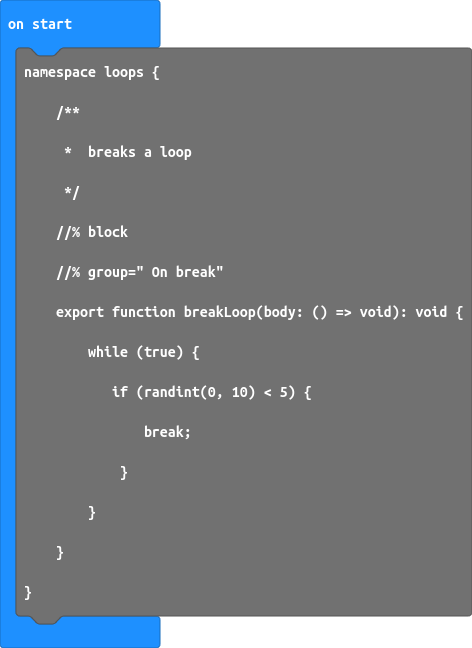 on start
namespace loops {
/**
*  breaks a loop
*/
//% block
//% group=" On break"
export function breakLoop(body: () => void): void {
while (true) {
if (randint(0, 10) < 5) {
break;
}
}
}
}